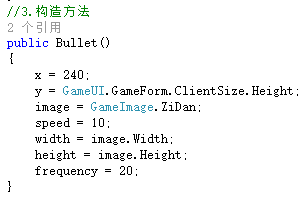 //3.构造方法
2 个引用
public Bullet()
{
x = 240;
y = GameUI.GameForm.ClientSize.Height;
image = GameImage.ZiDan;
speed = 10;
width = image.Width;
height = image.Height;
frequency = 20;
}